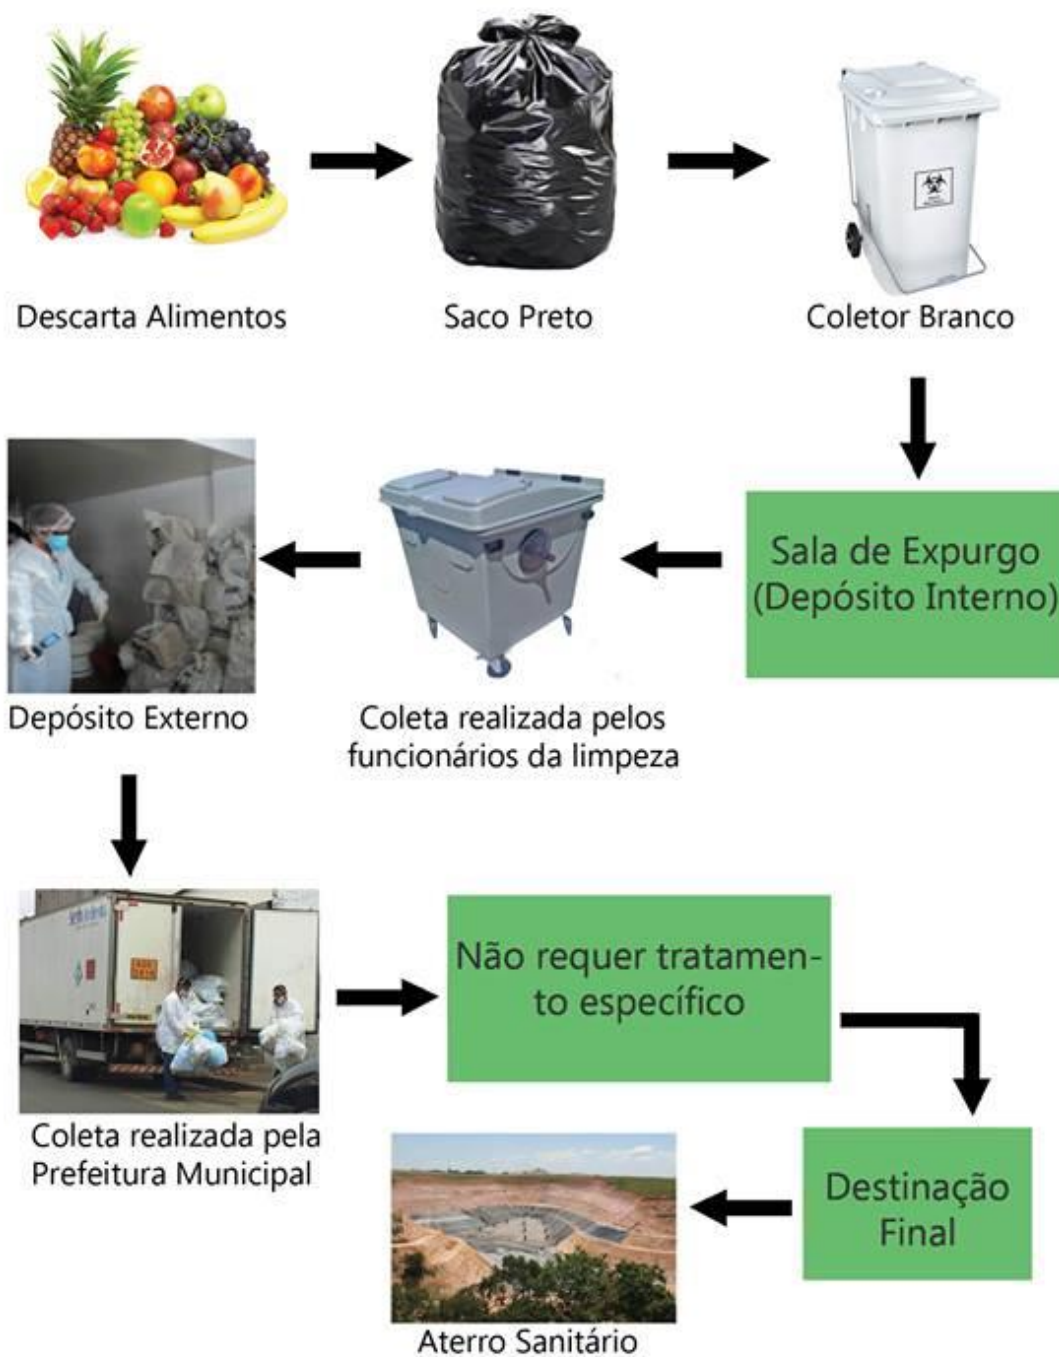 Descarta Alimentos
Saco Preto
Coletor Branco
Sala de Expurgo
(Depósito Interno)
Coleta realizada pelos
funcionários da limpeza
Depósito Externo
Coleta realizada pela
Prefeitura Municipal
Não requer tratamen-
to específico
Destinação
Final
Aterro Sanitário